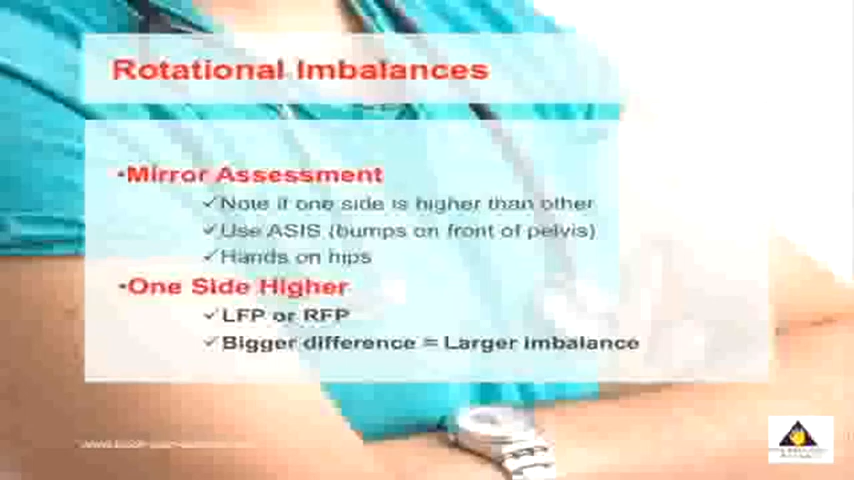 Rotational Imbalances
•Mirror Assessment
✓Note if one side is higher than other
✓Use ASIS (bumps on front of pelvis)
✓Hands on hips
•One Side Higher
✓LFP or RFP
✓Bigger difference = Larger imbalance